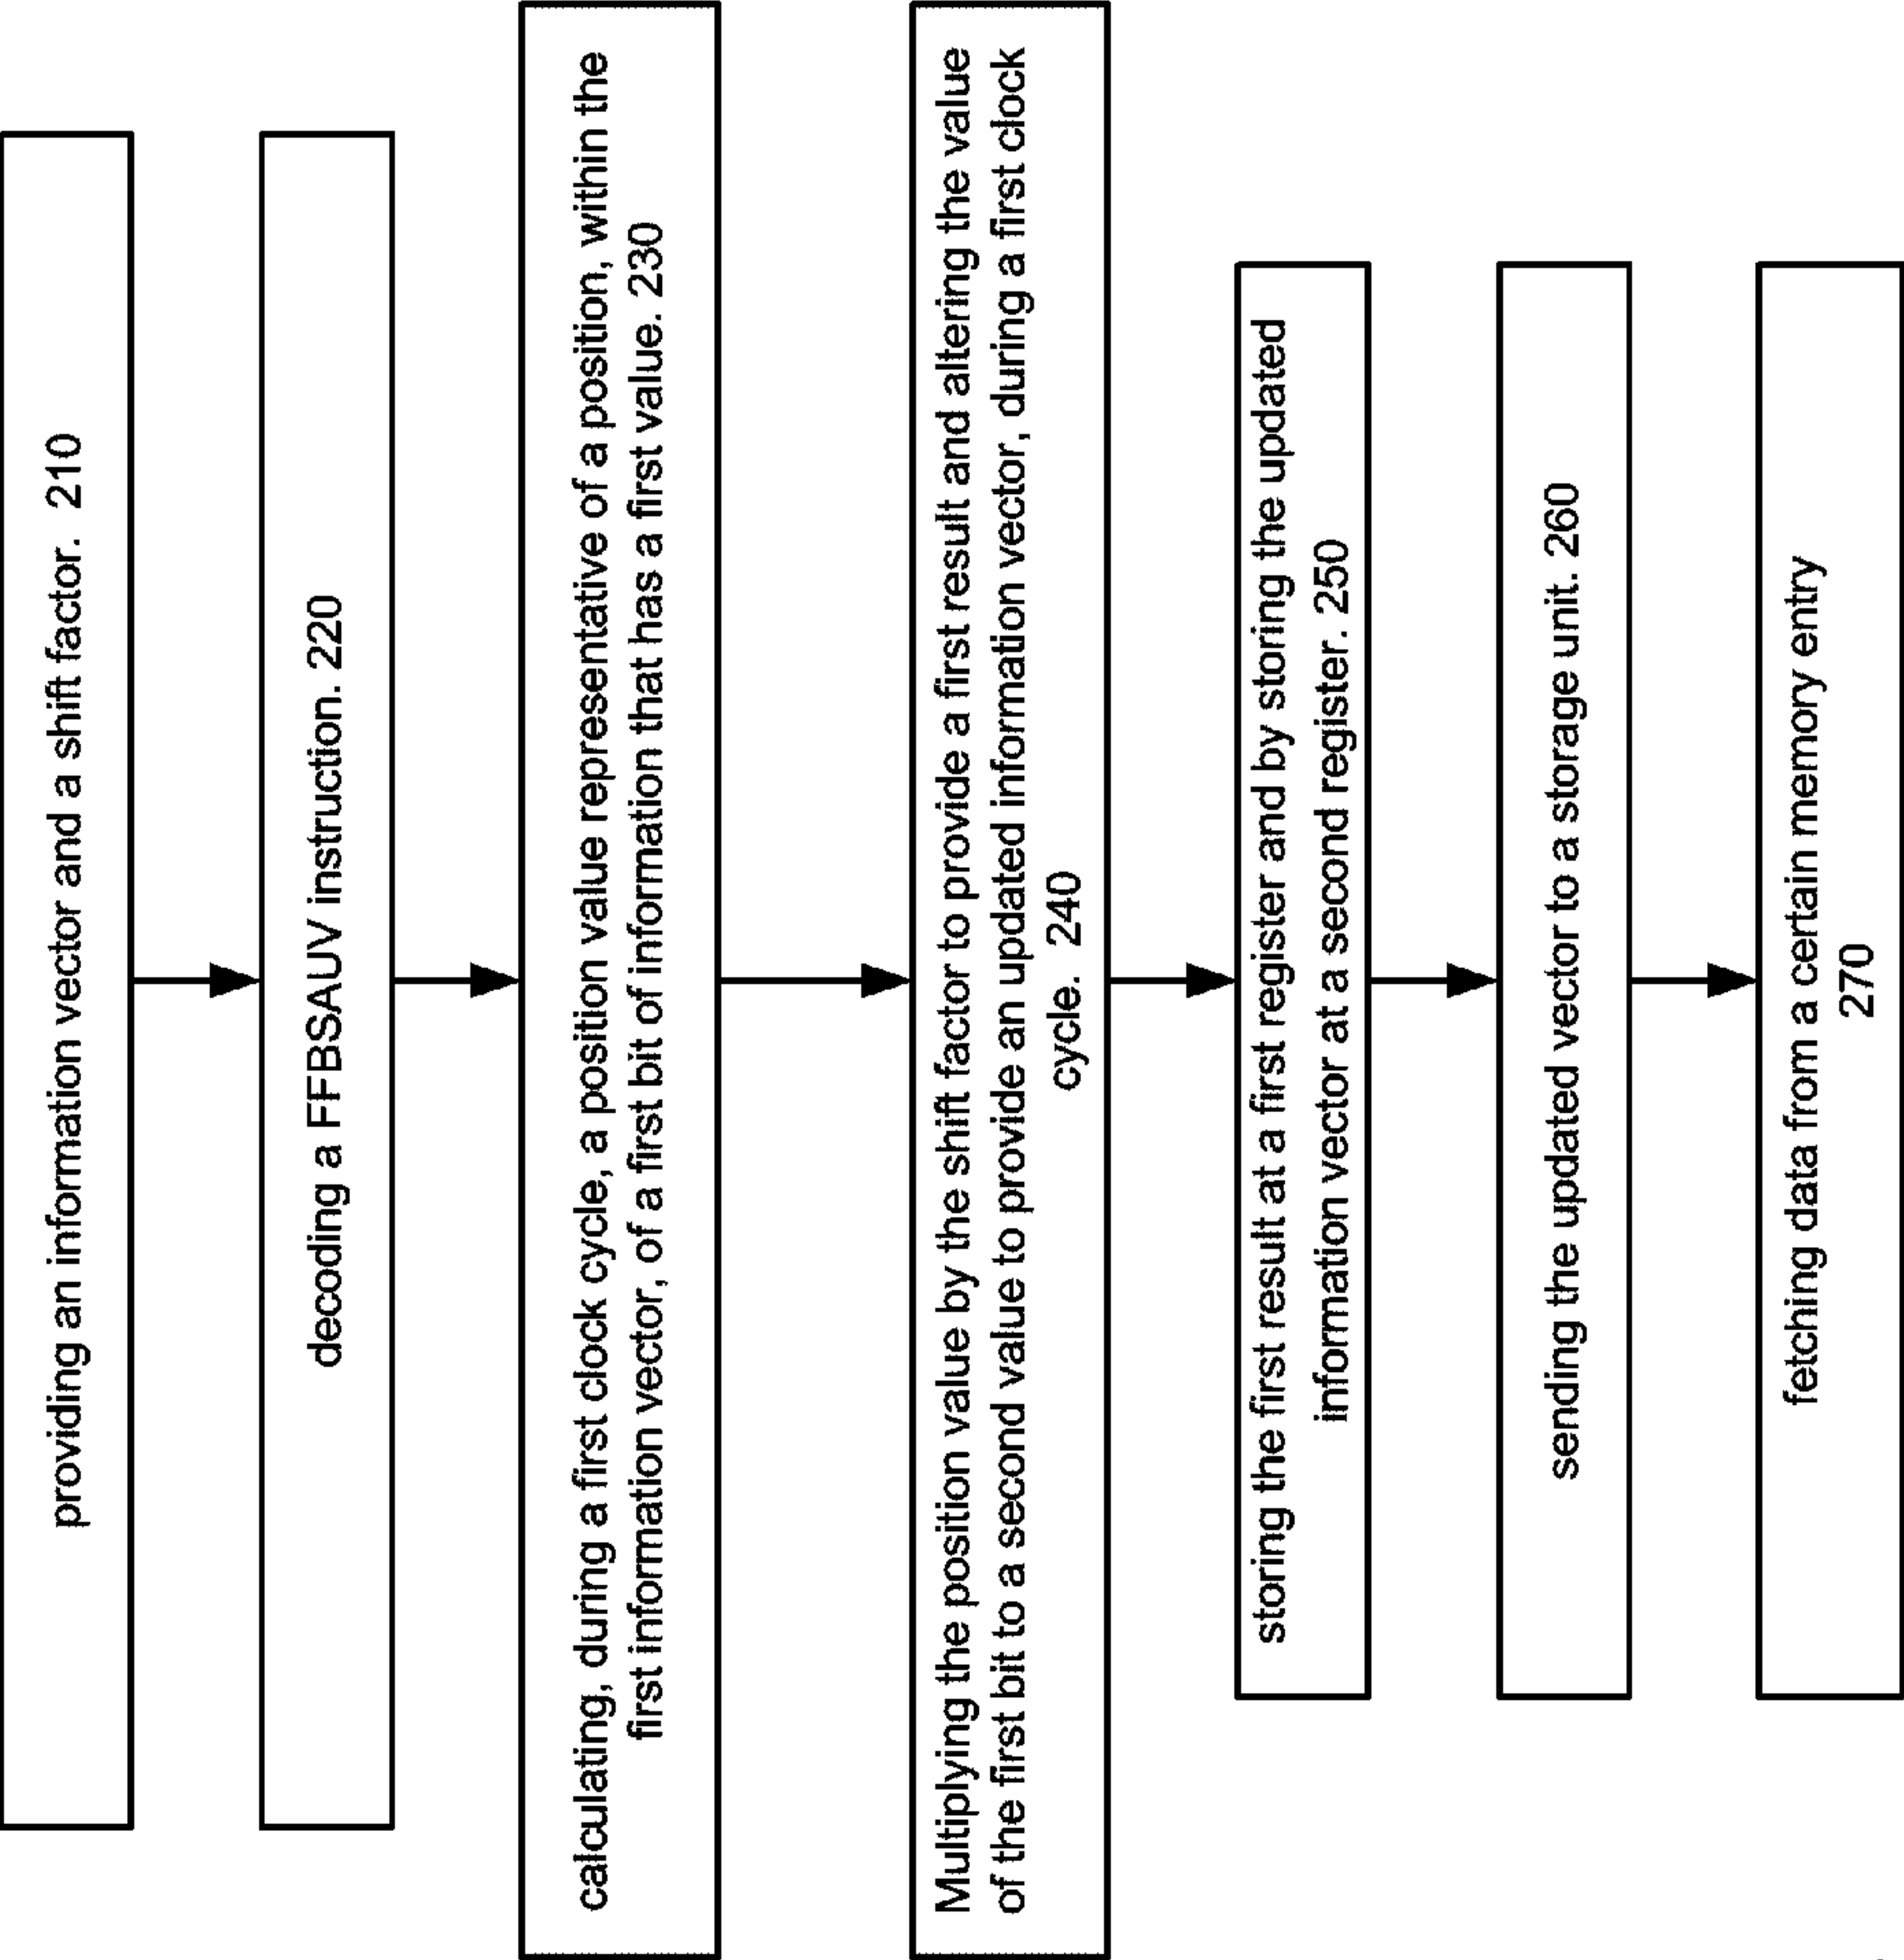 providing an information vector and a shift factor. 210
decoding a FFBSAUV instruction. 220
calculating, during a first clock cycle, a position value representative of a position, within the
first information vector, of a first bit of information that has a first value. 230
Multiplying the position value by the shift factor to provide a first result and altering the value
of the first bit to a second value to provide an updated information vector, during a first clock
cycle. 240
storing the first result at a first register and by storing the updated
information vector at a second register. 250
sending the updated vector to a storage unit. 260
fetching data from a certain memory entry
270